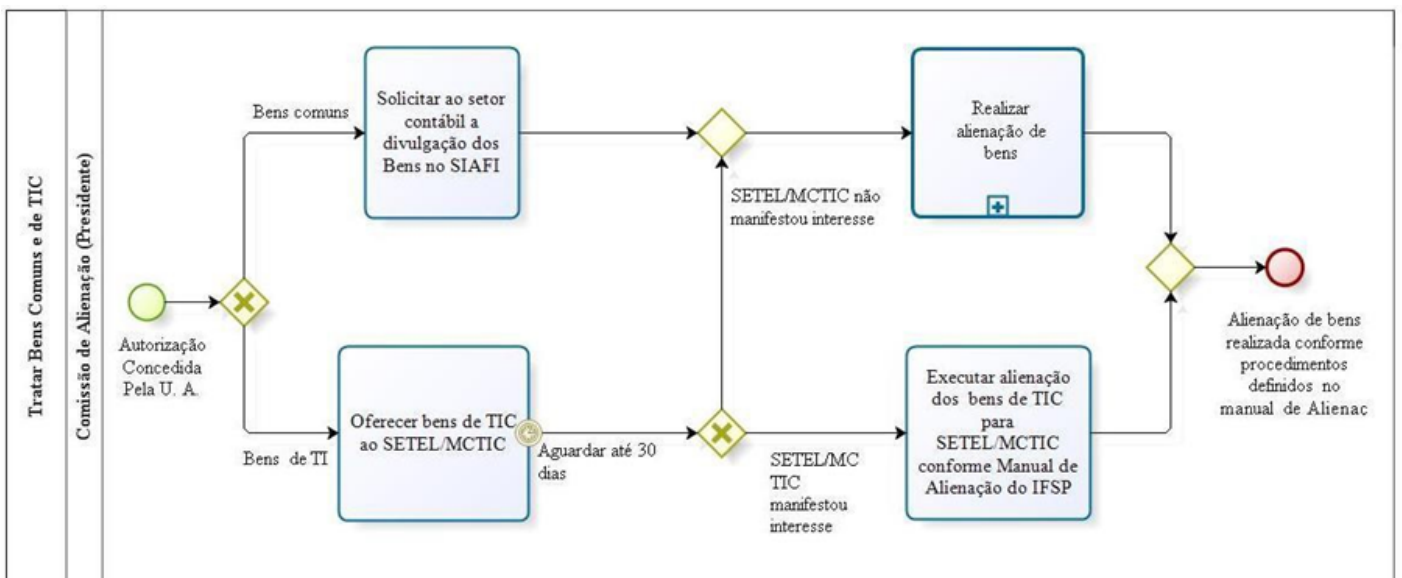 Tratar Bens Comuns e de TIC
Comissão de Alienação (Presidente)
Autorização
Concedida
Pela U. A.
Bens comuns
Bens de TI
Solicitar ao setor
contábil a
divulgação dos
Bens no SIAFI
Oferecer bens de TIC
ao SETEL/MCTIC
Aguardar até 30
dias
SETEL/MCTIC não
manifestou interesse
SETEL/MC
TIC
manifestou
interesse
Realizar
alienação de
bens
Executar alienação
dos bens de TIC
para
SETEL/MCTIC
conforme Manual de
Alienação do IFSP
Alienação de bens
realizada conforme
procedimentos
definidos no
manual de Alienac